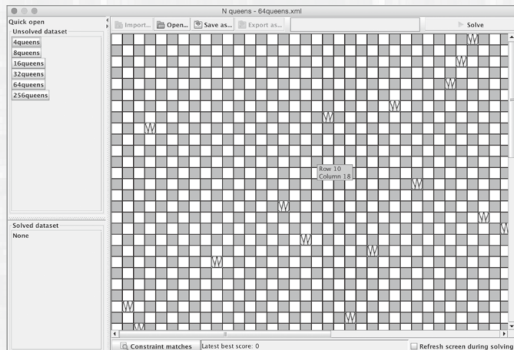 N queens - 64queens.xml
Quick open
Import... Open... Save as... Export as... Solve
Unsolved dataset
4queens
8queens
16queens
32queens
64queens
256queens
Row 10
Column 18
Solved dataset
None
Constraint matches Latest best score: 0 Refresh screen during solving